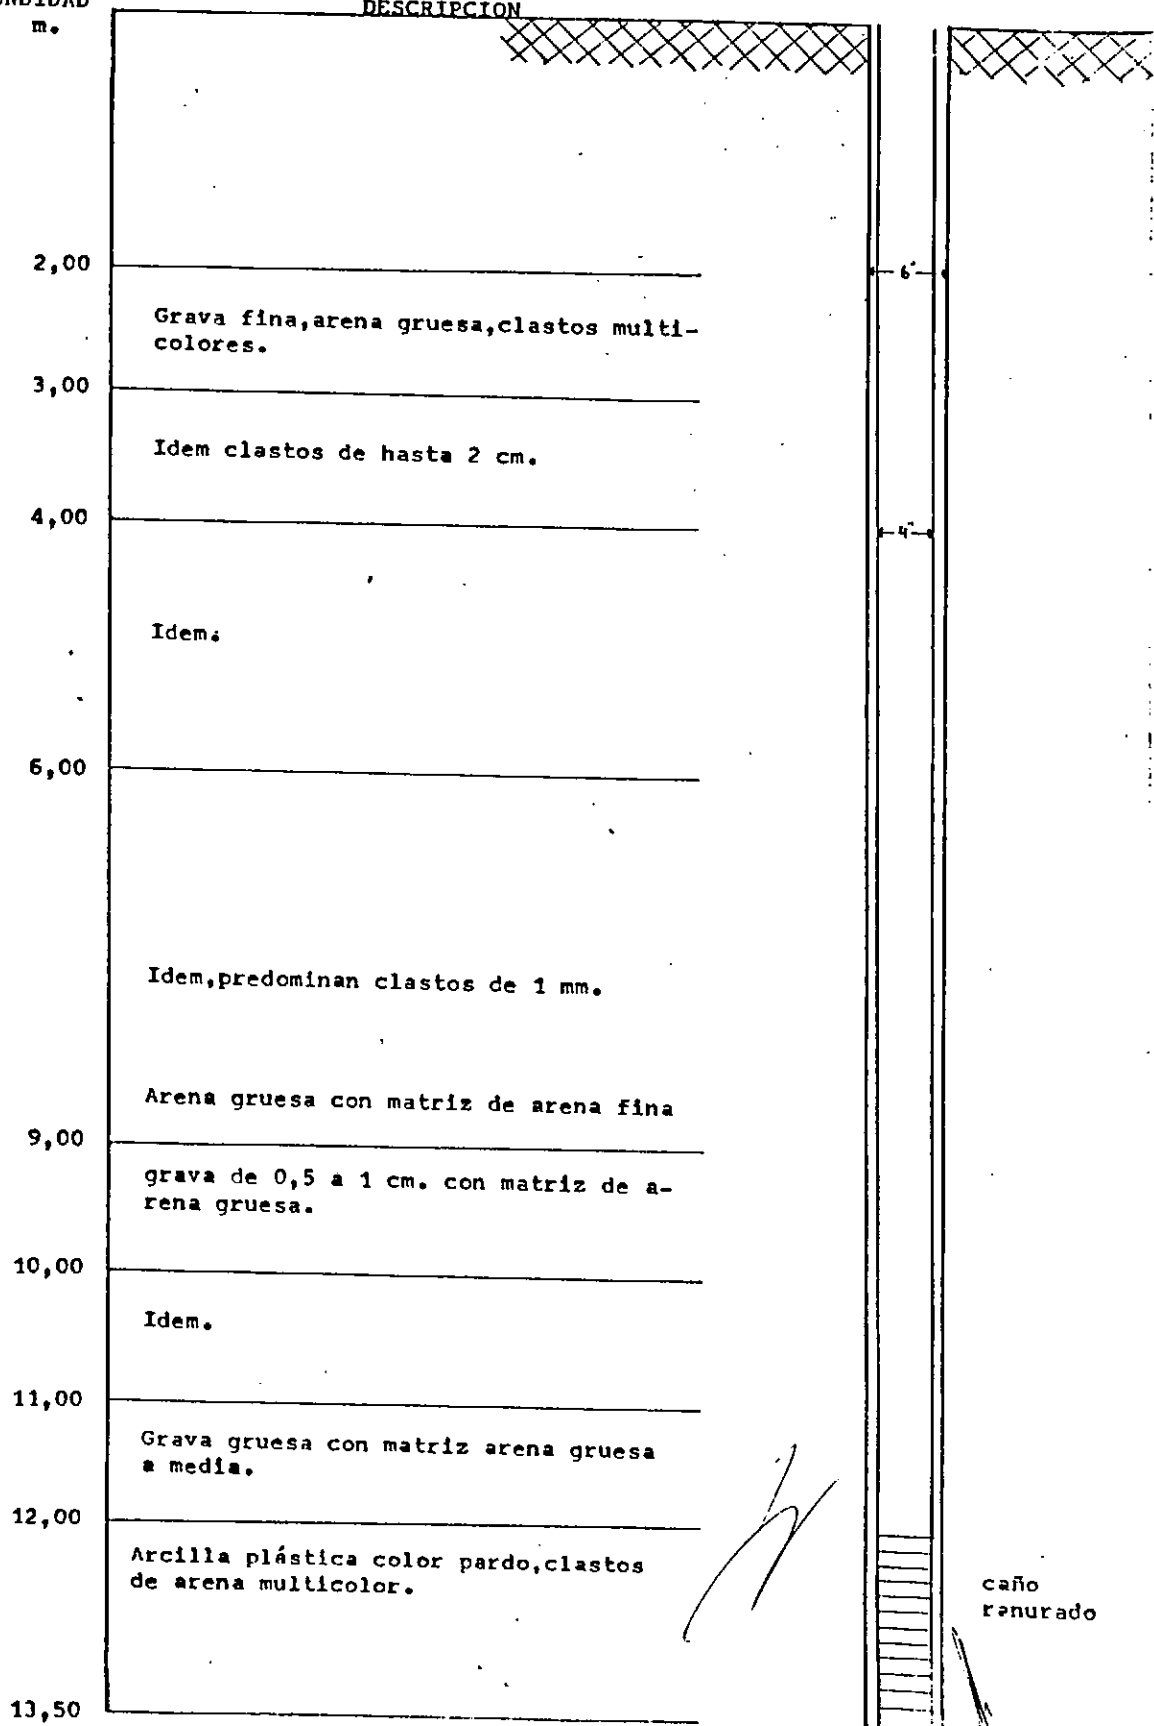 DESCRIPCION
m.
2,00
6"
Grava fina,arena gruesa,clastos multi-
colores.
3,00
Idem clastos de hasta 2 cm.
4,00
4"
Idem.
6,00
Idem,predominan clastos de 1 mm.
Arena gruesa con matriz de arena fina
9,00
grava de 0,5 a 1 cm. con matriz de a-
rena gruesa.
10,00
Idem.
11,00
Grava gruesa con matriz arena gruesa
a media.
12,00
Arcilla plástica color pardo,clastos
de arena multicolor.
caño
ranurado
13,50